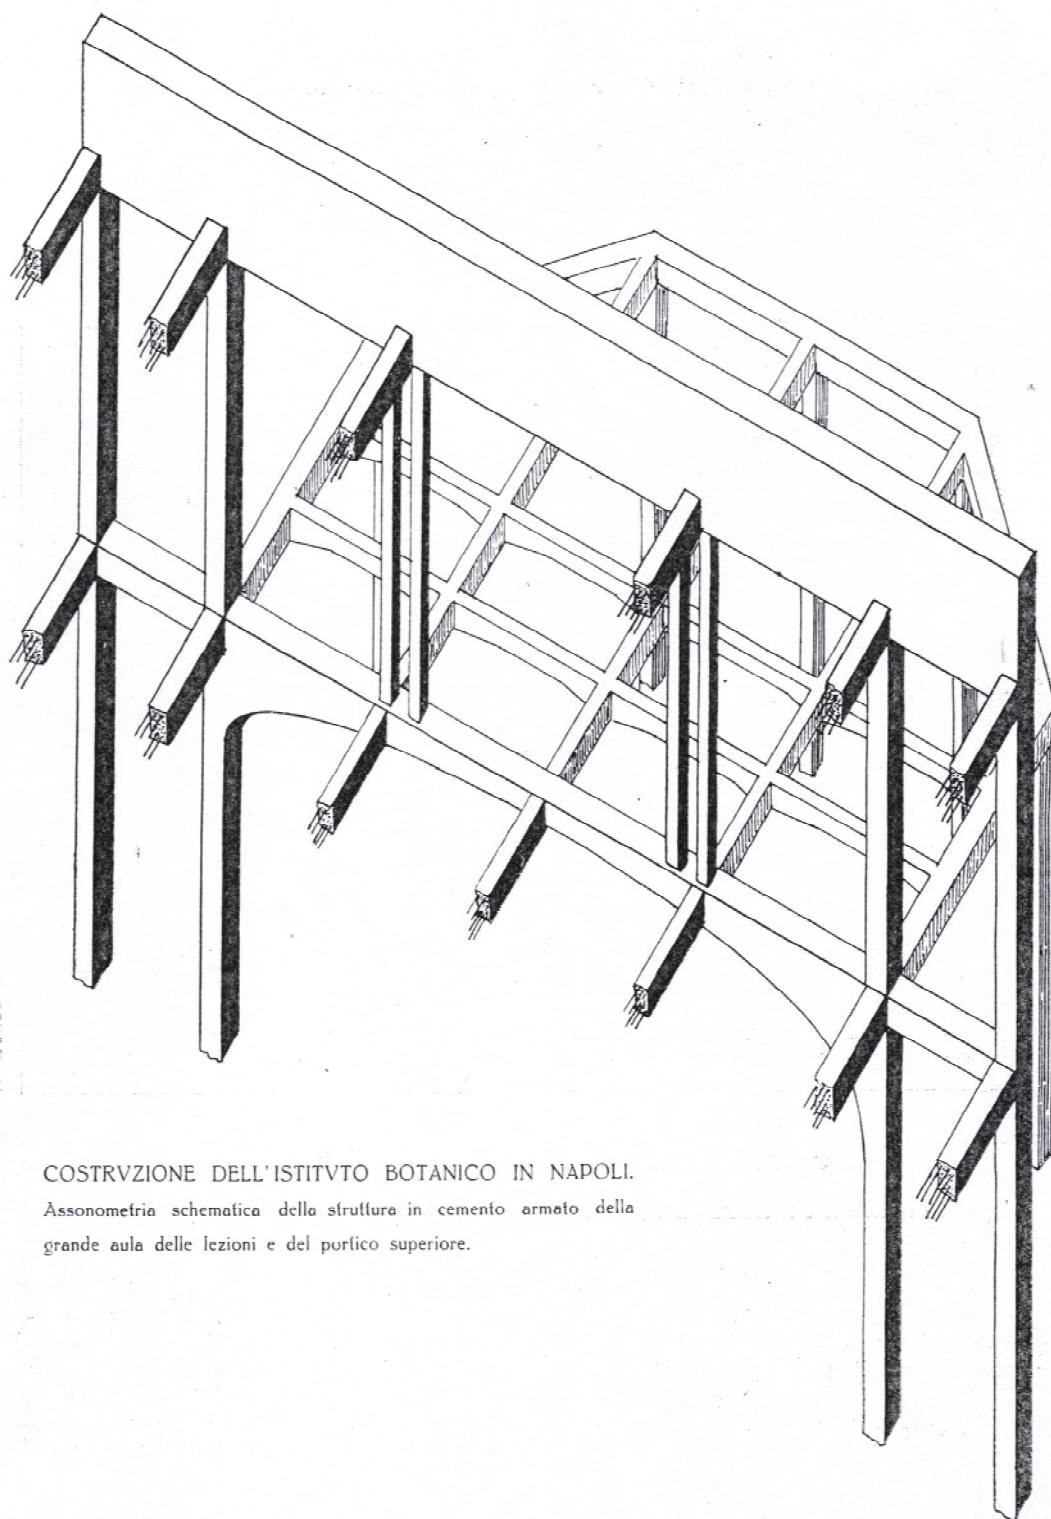 COSTRVZIONE DELL'ISTITVTO BOTANICO IN NAPOLI.
Assonometria schematica della struttura in cemento armato della
grande aula delle lezioni e del portico superiore.